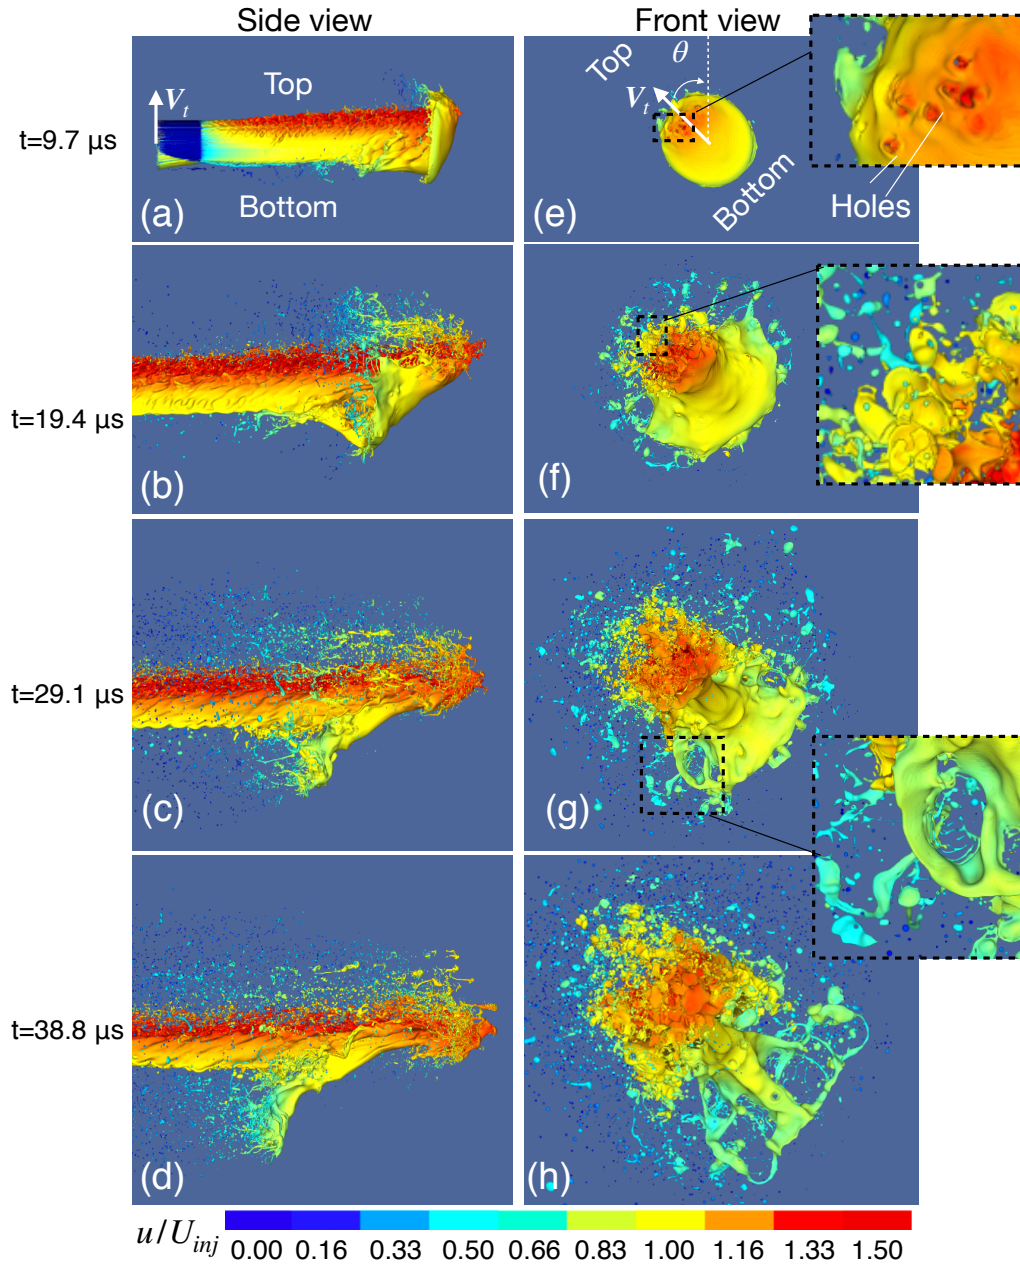 Side view
Front view
t=9.7 μs
V_t
Top
Bottom
(a)
Top
θ
V_t
Bottom
(e)
Holes
t=19.4 μs
(b)
(f)
t=29.1 μs
(c)
(g)
t=38.8 μs
(d)
(h)
u/U_inj
0.00 0.16 0.33 0.50 0.66 0.83 1.00 1.16 1.33 1.50